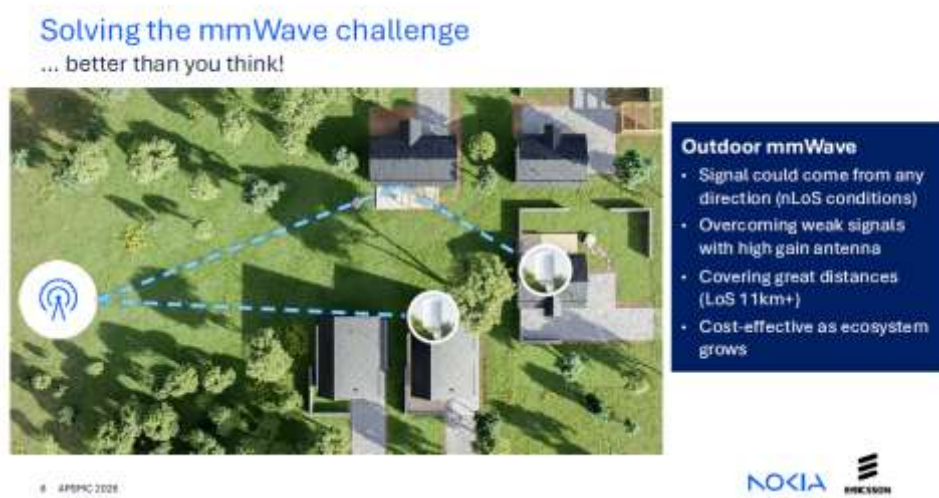 Solving the mmWave challenge
... better than you think!
Outdoor mmWave
• Signal could come from any
direction (nLoS conditions)
• Overcoming weak signals
with high gain antenna
• Covering great distances
(LoS 11km+)
• Cost-effective as ecosystem
grows
NOKIA
ERICSSON